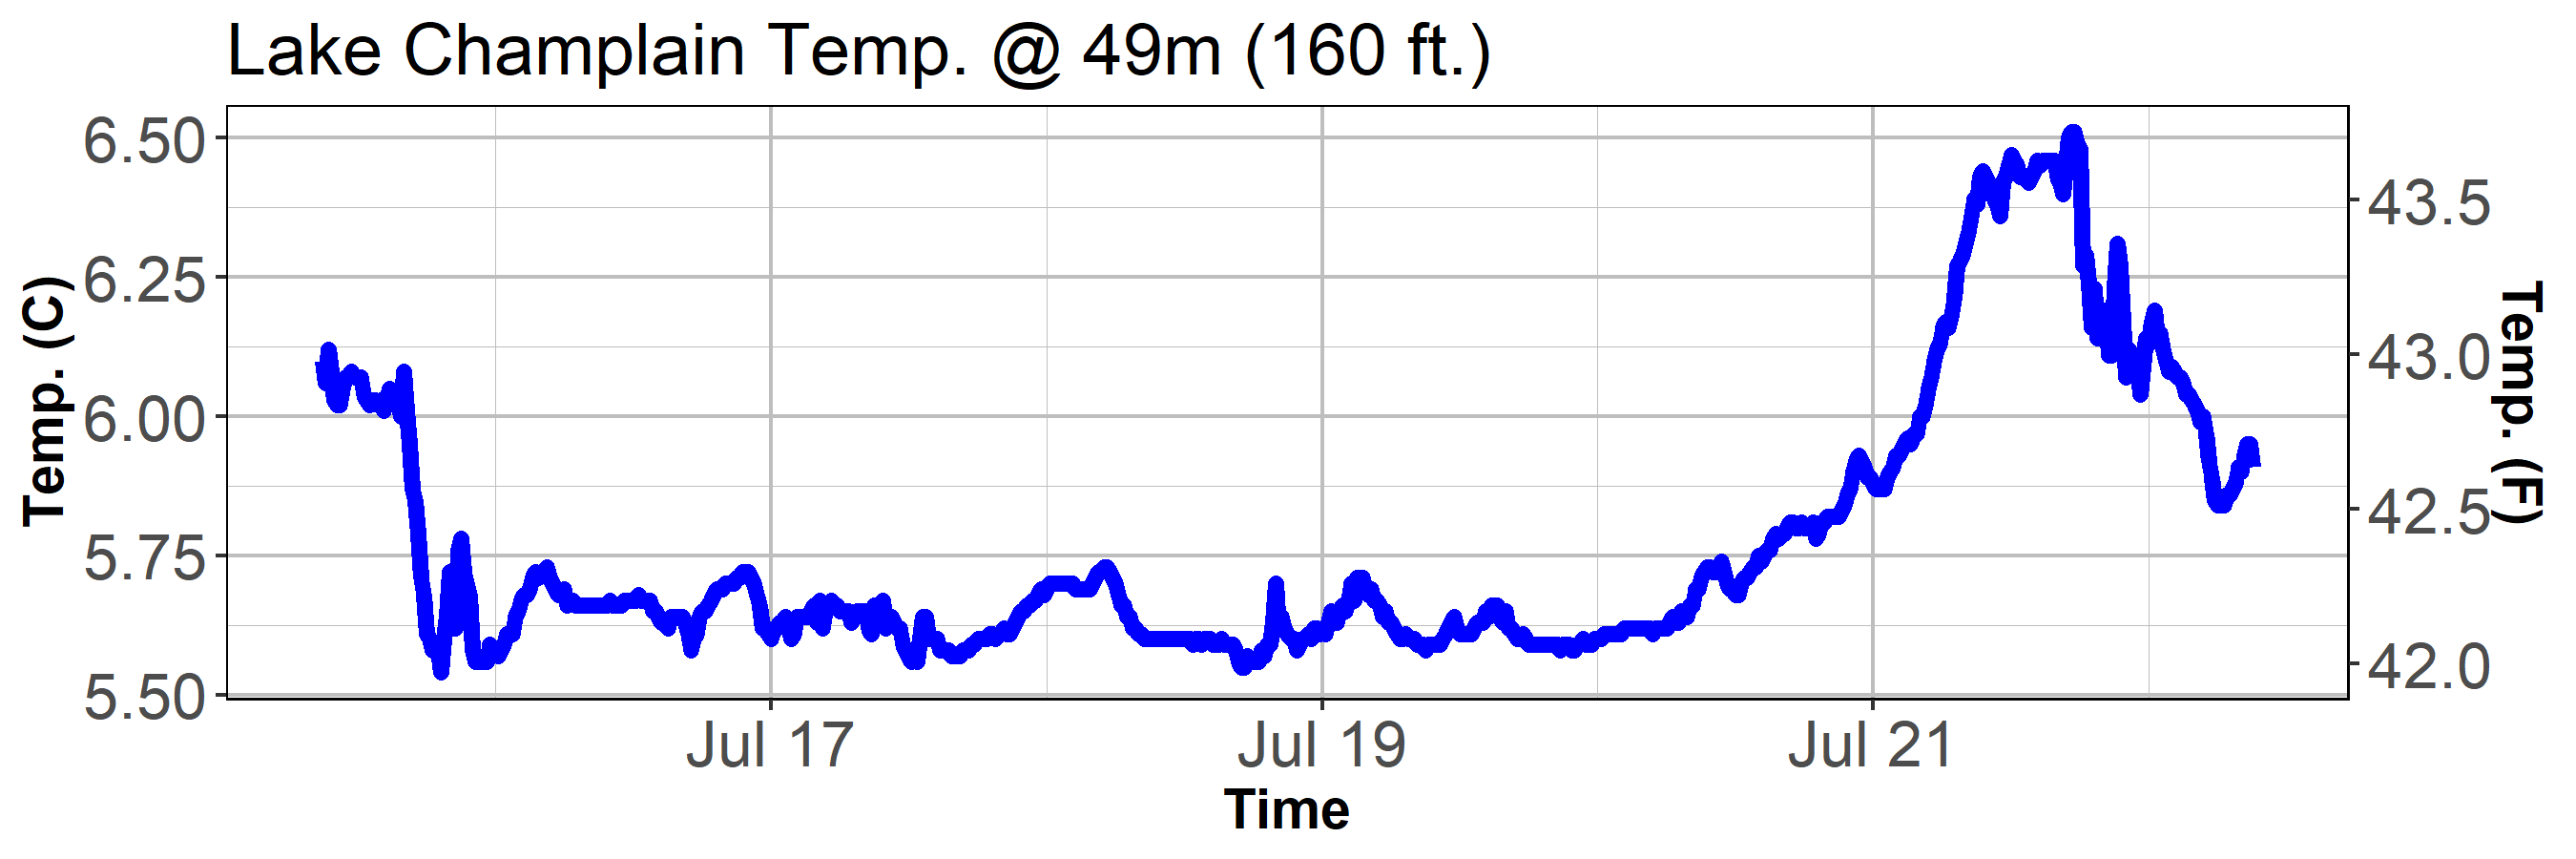 Lake Champlain Temp. @ 49m (160 ft.)
6.50
6.25
6.00
5.75
5.50
Temp. (C)
43.5
43.0
42.5
42.0
Temp. (F)
Jul 17 Jul 19 Jul 21
Time